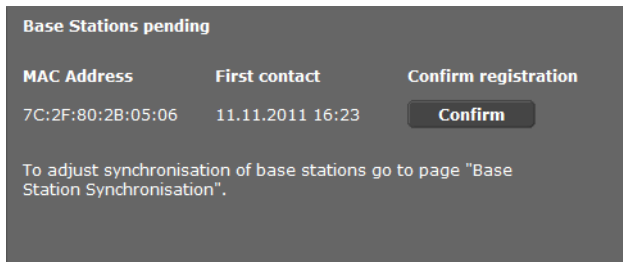 Base Stations pending
MAC Address First contact Confirm registration
7C:2F:80:2B:05:06 11.11.2011 16:23 Confirm
To adjust synchronisation of base stations go to page "Base
Station Synchronisation".